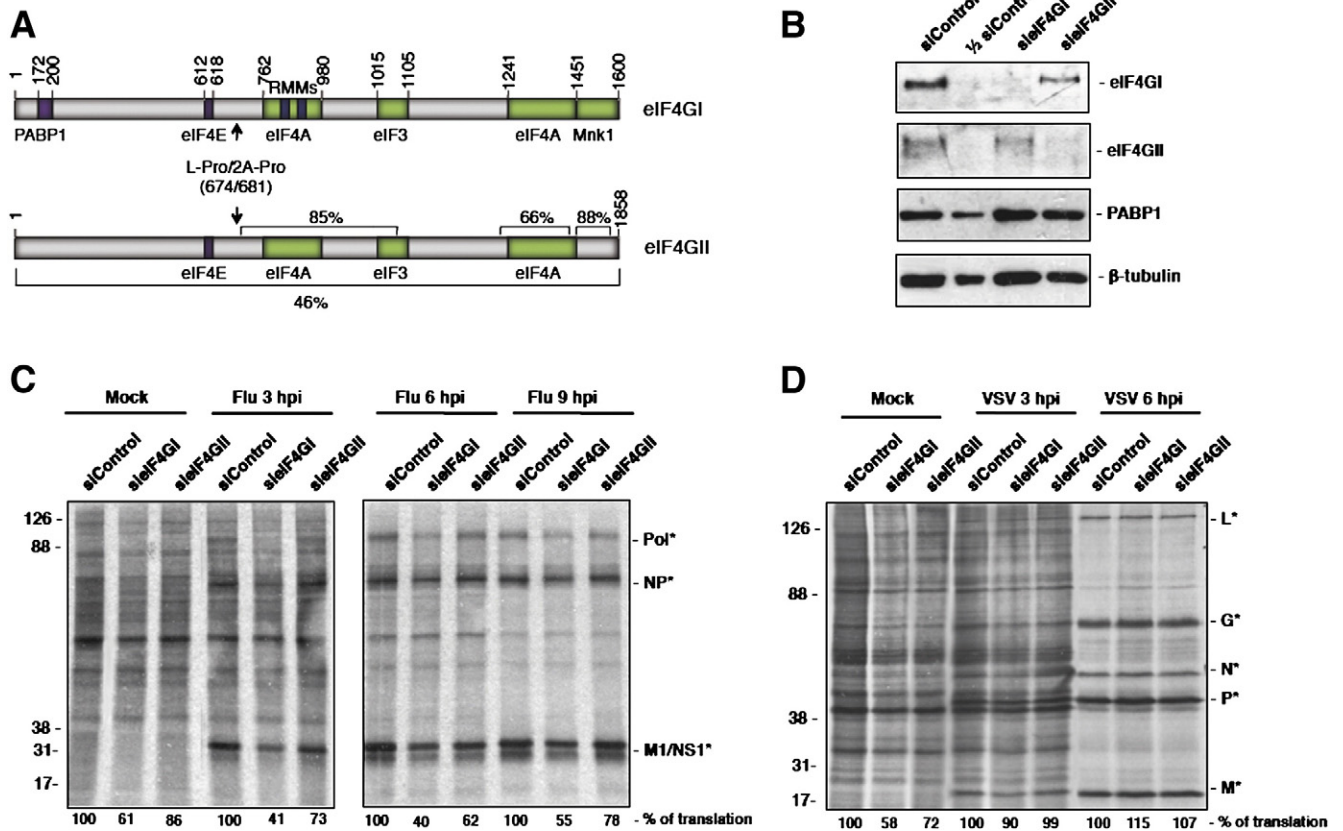 A
1 172 200 612 618 762 980 1015 1105 1241 1451 1600
RMMs
eIF4GI
PABP1 eIF4E eIF4A eIF3 eIF4A Mnk1
L-Pro/2A-Pro
(674/681)
1 85% 66% 88% 1858
eIF4GII
eIF4E eIF4A eIF3 eIF4A
46%
B
siControl ½ siControl sieIF4GI sieIF4GII
- eIF4GI
- eIF4GII
- PABP1
- β-tubulin
C
Mock Flu 3 hpi Flu 6 hpi Flu 9 hpi
siControl sieIF4GI sieIF4GII siControl sieIF4GI sieIF4GII siControl sieIF4GI sieIF4GII siControl sieIF4GI sieIF4GII
126 -
88 -
38 -
31-
17-
- Pol*
- NP*
- M1/NS1*
100 61 86 100 41 73 100 40 62 100 55 78 - % of translation
D
Mock VSV 3 hpi VSV 6 hpi
siControl sieIF4GI sieIF4GII siControl sieIF4GI sieIF4GII siControl sieIF4GI sieIF4GII
126 -
88 -
38 -
31-
17-
- L*
- G*
- N*
- P*
- M*
100 58 72 100 90 99 100 115 107 - % of translation